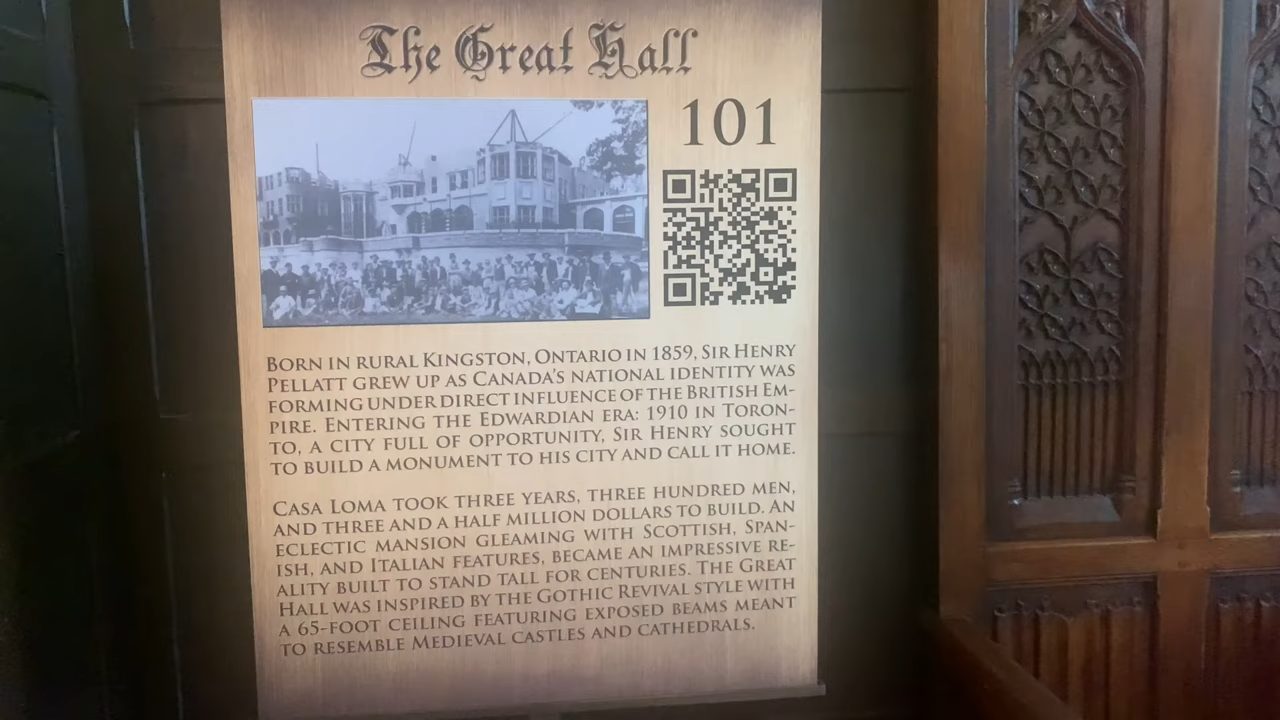 The Great Hall
101
BORN IN RURAL KINGSTON, ONTARIO IN 1859, SIR HENRY
PELLATT GREW UP AS CANADA'S NATIONAL IDENTITY WAS
FORMING UNDER DIRECT INFLUENCE OF THE BRITISH EM-
PIRE. ENTERING THE EDWARDIAN ERA: 1910 IN TORON-
TO, A CITY FULL OF OPPORTUNITY, SIR HENRY SOUGHT
TO BUILD A MONUMENT TO HIS CITY AND CALL IT HOME.
CASA LOMA TOOK THREE YEARS, THREE HUNDRED MEN,
AND THREE AND A HALF MILLION DOLLARS TO BUILD. AN
ECLECTIC MANSION GLEAMING WITH SCOTTISH, SPAN-
ISH, AND ITALIAN FEATURES, BECAME AN IMPRESSIVE RE-
ALITY BUILT TO STAND TALL FOR CENTURIES. THE GREAT
HALL WAS INSPIRED BY THE GOTHIC REVIVAL STYLE WITH
A 65-FOOT CEILING FEATURING EXPOSED BEAMS MEANT
TO RESEMBLE MEDIEVAL CASTLES AND CATHEDRALS.